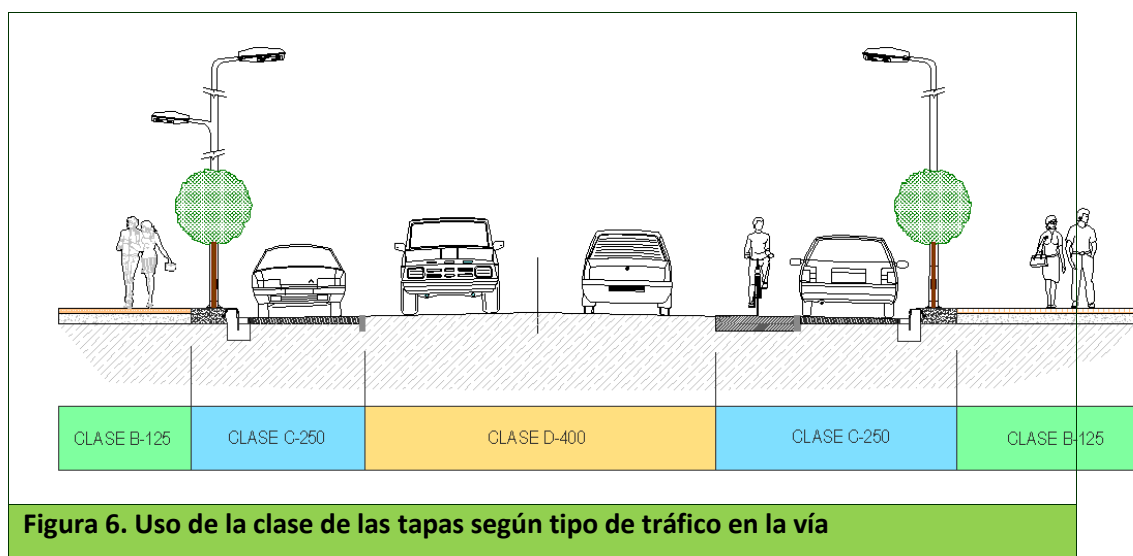 CLASE B-125
CLASE C-250
CLASE D-400
CLASE C-250
CLASE B-125
Figura 6. Uso de la clase de las tapas según tipo de tráfico en la vía